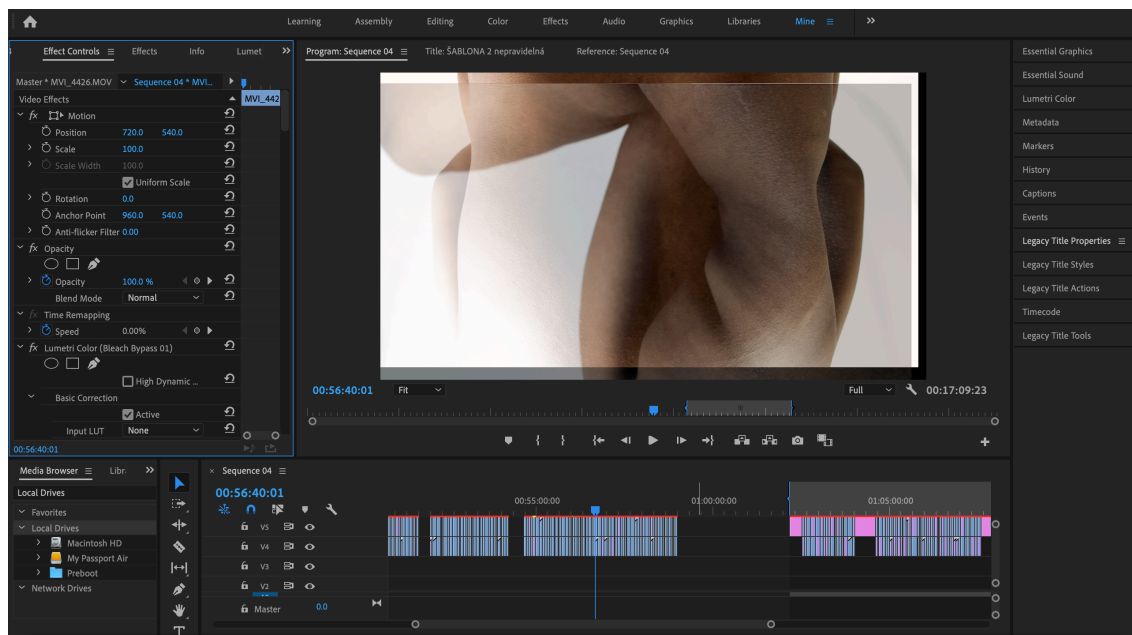 Learning Assembly Editing Color Effects Audio Graphics Libraries Mine
Effect Controls Effects Info Lumet
Program: Sequence 04 Title: ŠABLONA 2 nepravidelná Reference: Sequence 04
Master * MVI_4426.MOV Sequence 04 * MVI...
Video Effects MVI_442
fx Motion
Position 720.0 540.0
Scale 100.0
Scale Width 100.0
Uniform Scale
Rotation 0.0
Anchor Point 960.0 540.0
Anti-flicker Filter 0.00
fx Opacity
Opacity 100.0 %
Blend Mode Normal
fx Time Remapping
Speed 0.00%
fx Lumetri Color (Bleach Bypass 01)
High Dynamic ...
Basic Correction
Active
Input LUT None
00:56:40:01
00:56:40:01 Fit Full 00:17:09:23
Essential Graphics
Essential Sound
Lumetri Color
Metadata
Markers
History
Captions
Events
Legacy Title Properties
Legacy Title Styles
Legacy Title Actions
Timecode
Legacy Title Tools
Media Browser Libri
Local Drives
Favorites
Local Drives
Macintosh HD
My Passport Air
Preboot
Network Drives
× Sequence 04
00:56:40:01
00:55:00:00 01:00:00:00 01:05:00:00
V5
V4
V3
V2
Master 0.0